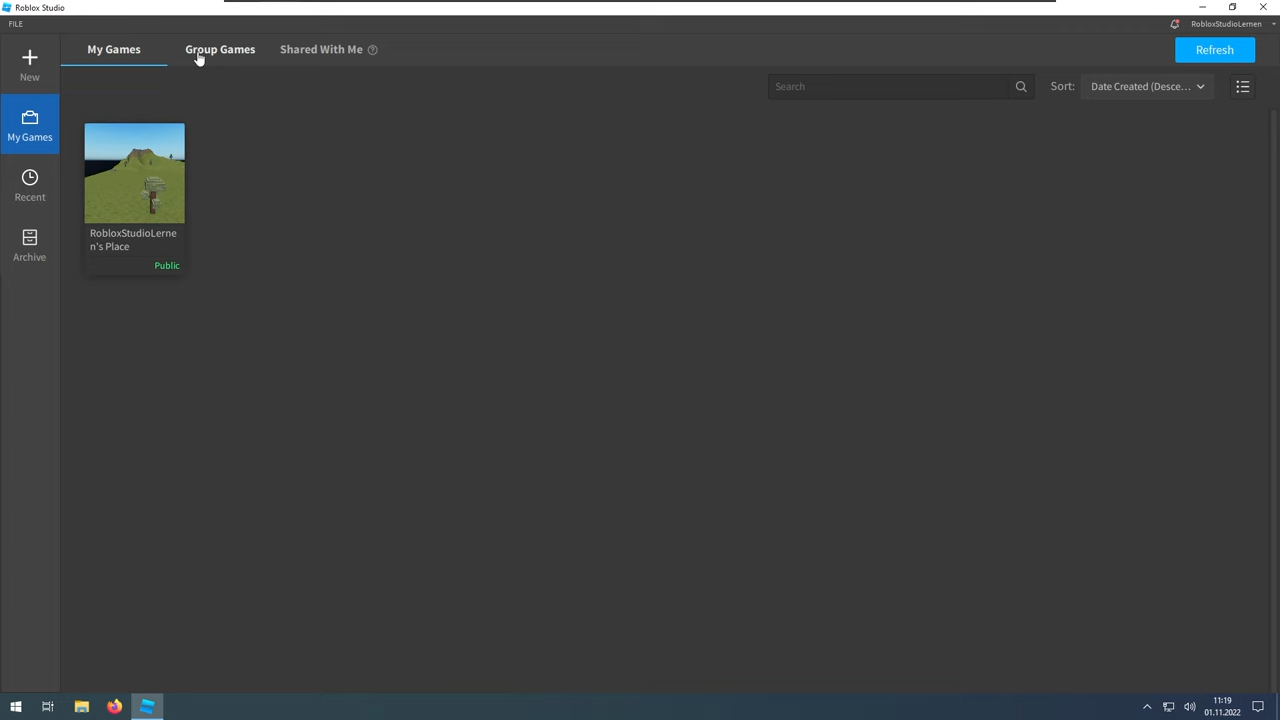 Roblox Studio
FILE
RobloxStudioLernen
New
My Games
Recent
Archive
My Games
Group Games
Shared With Me
Refresh
Search
Sort:
Date Created (Desce...
RobloxStudioLerne
n's Place
Public
11:19
01.11.2022